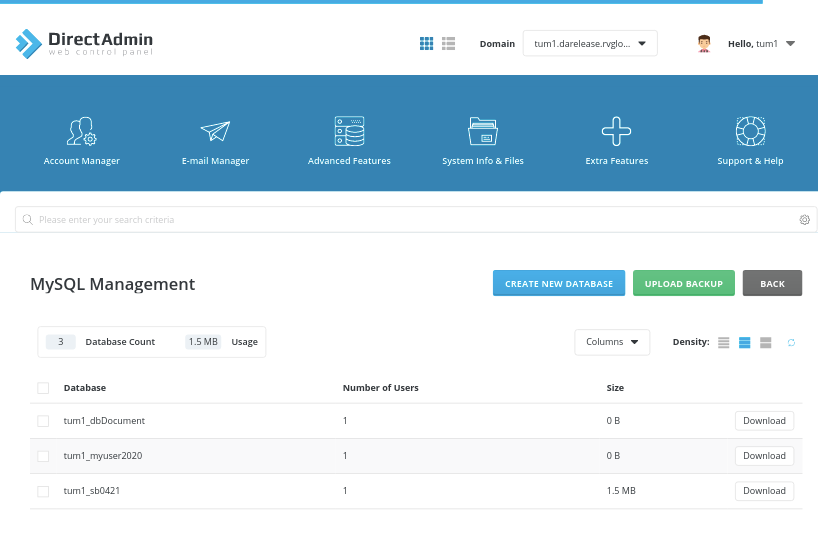 DirectAdmin
web control panel
Domain
tum1.darelease.rvglo...
Hello, tum1
Account Manager
E-mail Manager
Advanced Features
System Info & Files
Extra Features
Support & Help
Please enter your search criteria
MySQL Management
CREATE NEW DATABASE
UPLOAD BACKUP
BACK
3 Database Count 1.5 MB Usage
Columns
Density:
Database Number of Users Size
tum1_dbDocument 1 0 B Download
tum1_myuser2020 1 0 B Download
tum1_sb0421 1 1.5 MB Download